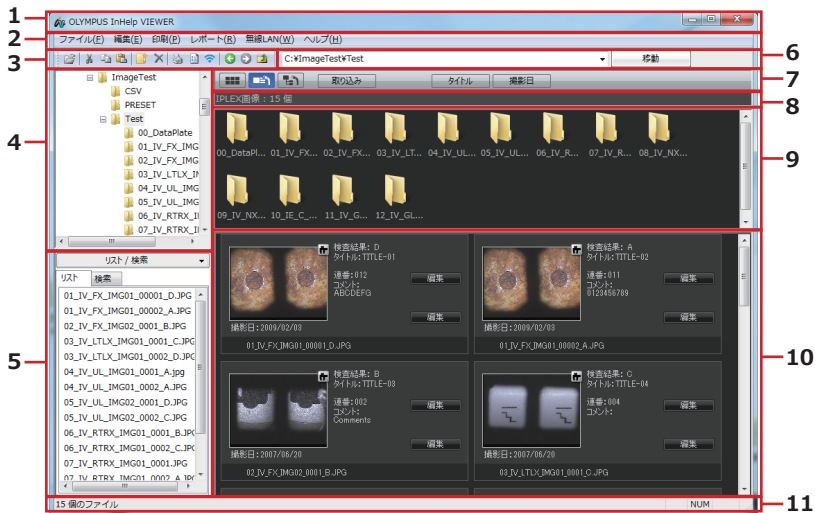 1
OLYMPUS InHelp VIEWER
2
ファイル(F) 編集(E) 印刷(P) レポート(R) 無線LAN(W) ヘルプ(H)
3
C:¥ImageTest¥Test
移動
6
取り込み
タイトル
撮影日
7
IPLEX画像:15 個
8
4
ImageTest
CSV
PRESET
Test
00_DataPlate
01_IV_FX_IMG
02_IV_FX_IMG
03_IV_LTLX_IM
04_IV_UL_IMG
05_IV_UL_IMG
06_IV_RTRX_I
07_IV_RTRX_I
00_DataPl... 01_IV_FX... 02_IV_FX... 03_IV_LT... 04_IV_UL... 05_IV_UL... 06_IV_R... 07_IV_R... 08_IV_NX...
09_IV_NX... 10_IE_C_... 11_IV_G... 12_IV_GL...
9
リスト / 検索
リスト
検索
5
01_IV_FX_IMG01_00001_D.JPG
01_IV_FX_IMG01_00002_A.JPG
02_IV_FX_IMG02_0001_B.JPG
03_IV_LTLX_IMG01_0001_C.JPG
03_IV_LTLX_IMG01_0002_D.JPG
04_IV_UL_IMG01_0001_A.jpg
04_IV_UL_IMG01_0002_A.JPG
05_IV_UL_IMG02_0001_D.JPG
05_IV_UL_IMG02_0002_C.JPG
06_IV_RTRX_IMG01_0001_B.JPG
06_IV_RTRX_IMG01_0002_C.JPG
07_IV_RTRX_IMG01_0001.JPG
07_IV_RTRX_IMG01_0002_A.JPG
検査結果: D
タイトル:TITLE-01
連番:012
コメント:
ABCDEFG
編集
編集
撮影日:2009/02/03
01_IV_FX_IMG01_00001_D.JPG
検査結果: A
タイトル:TITLE-02
連番:011
コメント:
0123456789
編集
編集
撮影日:2009/02/03
01_IV_FX_IMG01_00002_A.JPG
10
検査結果: B
タイトル:TITLE-03
連番:002
コメント:
Comments
編集
編集
撮影日:2007/06/20
02_IV_FX_IMG02_0001_B.JPG
検査結果: C
タイトル:TITLE-04
連番:004
コメント:
編集
編集
撮影日:2007/06/20
03_IV_LTLX_IMG01_0001_C.JPG
15 個のファイル
NUM
11